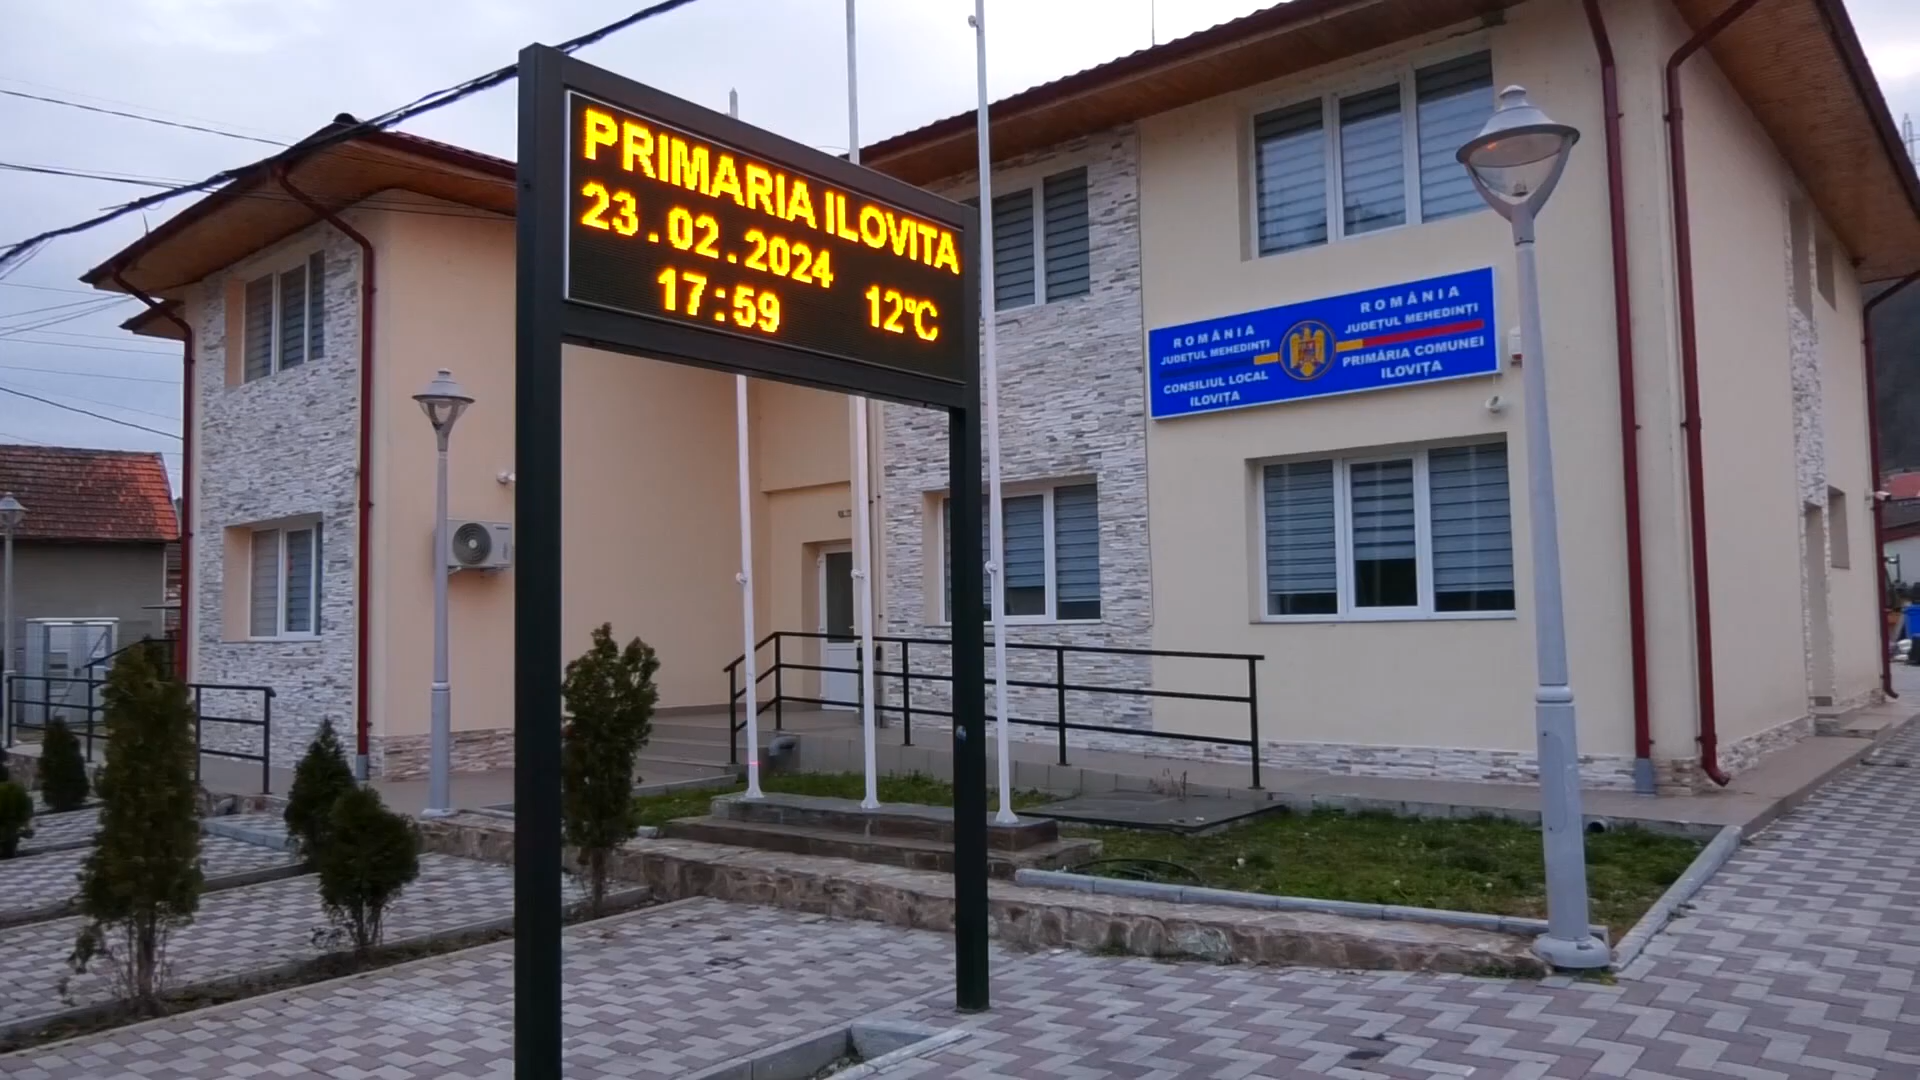 PRIMARIA ILOVITA
23.02.2024
17:59 12°C
ROMÂNIA
JUDEȚUL MEHEDINȚI
CONSILIUL LOCAL
ILOVIȚA
ROMÂNIA
JUDEȚUL MEHEDINȚI
PRIMĂRIA COMUNEI
ILOVIȚA